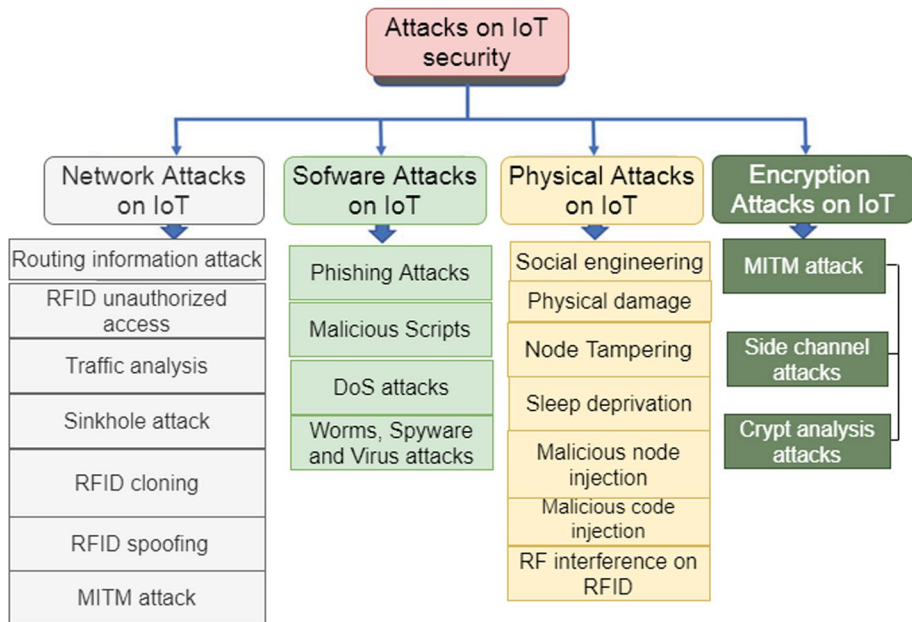 Attacks on IoT
security
Network Attacks
on IoT
Routing information attack
RFID unauthorized
access
Traffic analysis
Sinkhole attack
RFID cloning
RFID spoofing
MITM attack
Sofware Attacks
on IoT
Phishing Attacks
Malicious Scripts
DoS attacks
Worms, Spyware
and Virus attacks
Physical Attacks
on IoT
Social engineering
Physical damage
Node Tampering
Sleep deprivation
Malicious node
injection
Malicious code
injection
RF interference on
RFID
Encryption
Attacks on IoT
MITM attack
Side channel
attacks
Crypt analysis
attacks